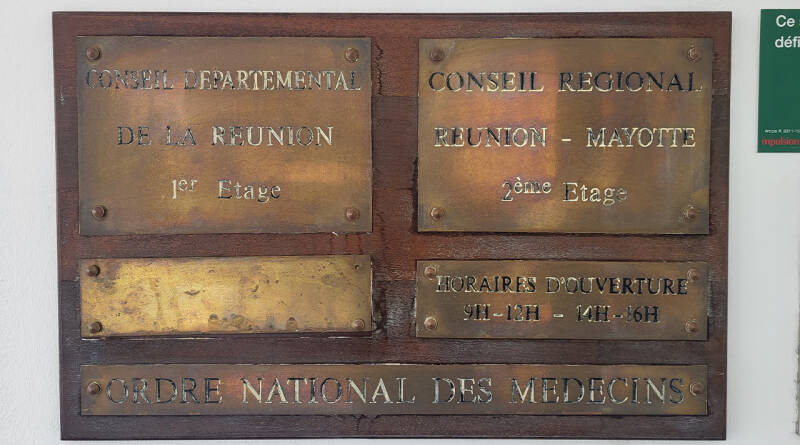 CONSEIL DEPARTEMENTAL
DE LA REUNION
1er Etage
CONSEIL REGIONAL
REUNION - MAYOTTE
2ème Etage
HORAIRES D'OUVERTURE
9H-12H - 14H-16H
ORDRE NATIONAL DES MEDECINS
Ce
défi
mpulsion